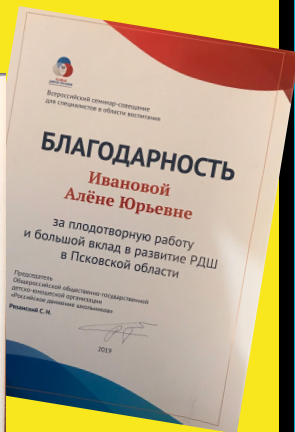 Всероссийский семинар-совещание
для специалистов в области воспитания
БЛАГОДАРНОСТЬ
Ивановой
Алёне Юрьевне
за плодотворную работу
и большой вклад в развитие РДШ
в Псковской области
Председатель
Общероссийской общественно-государственной
детско-юношеской организации
«Российское движение школьников»
Рязанский С. Н.
2019